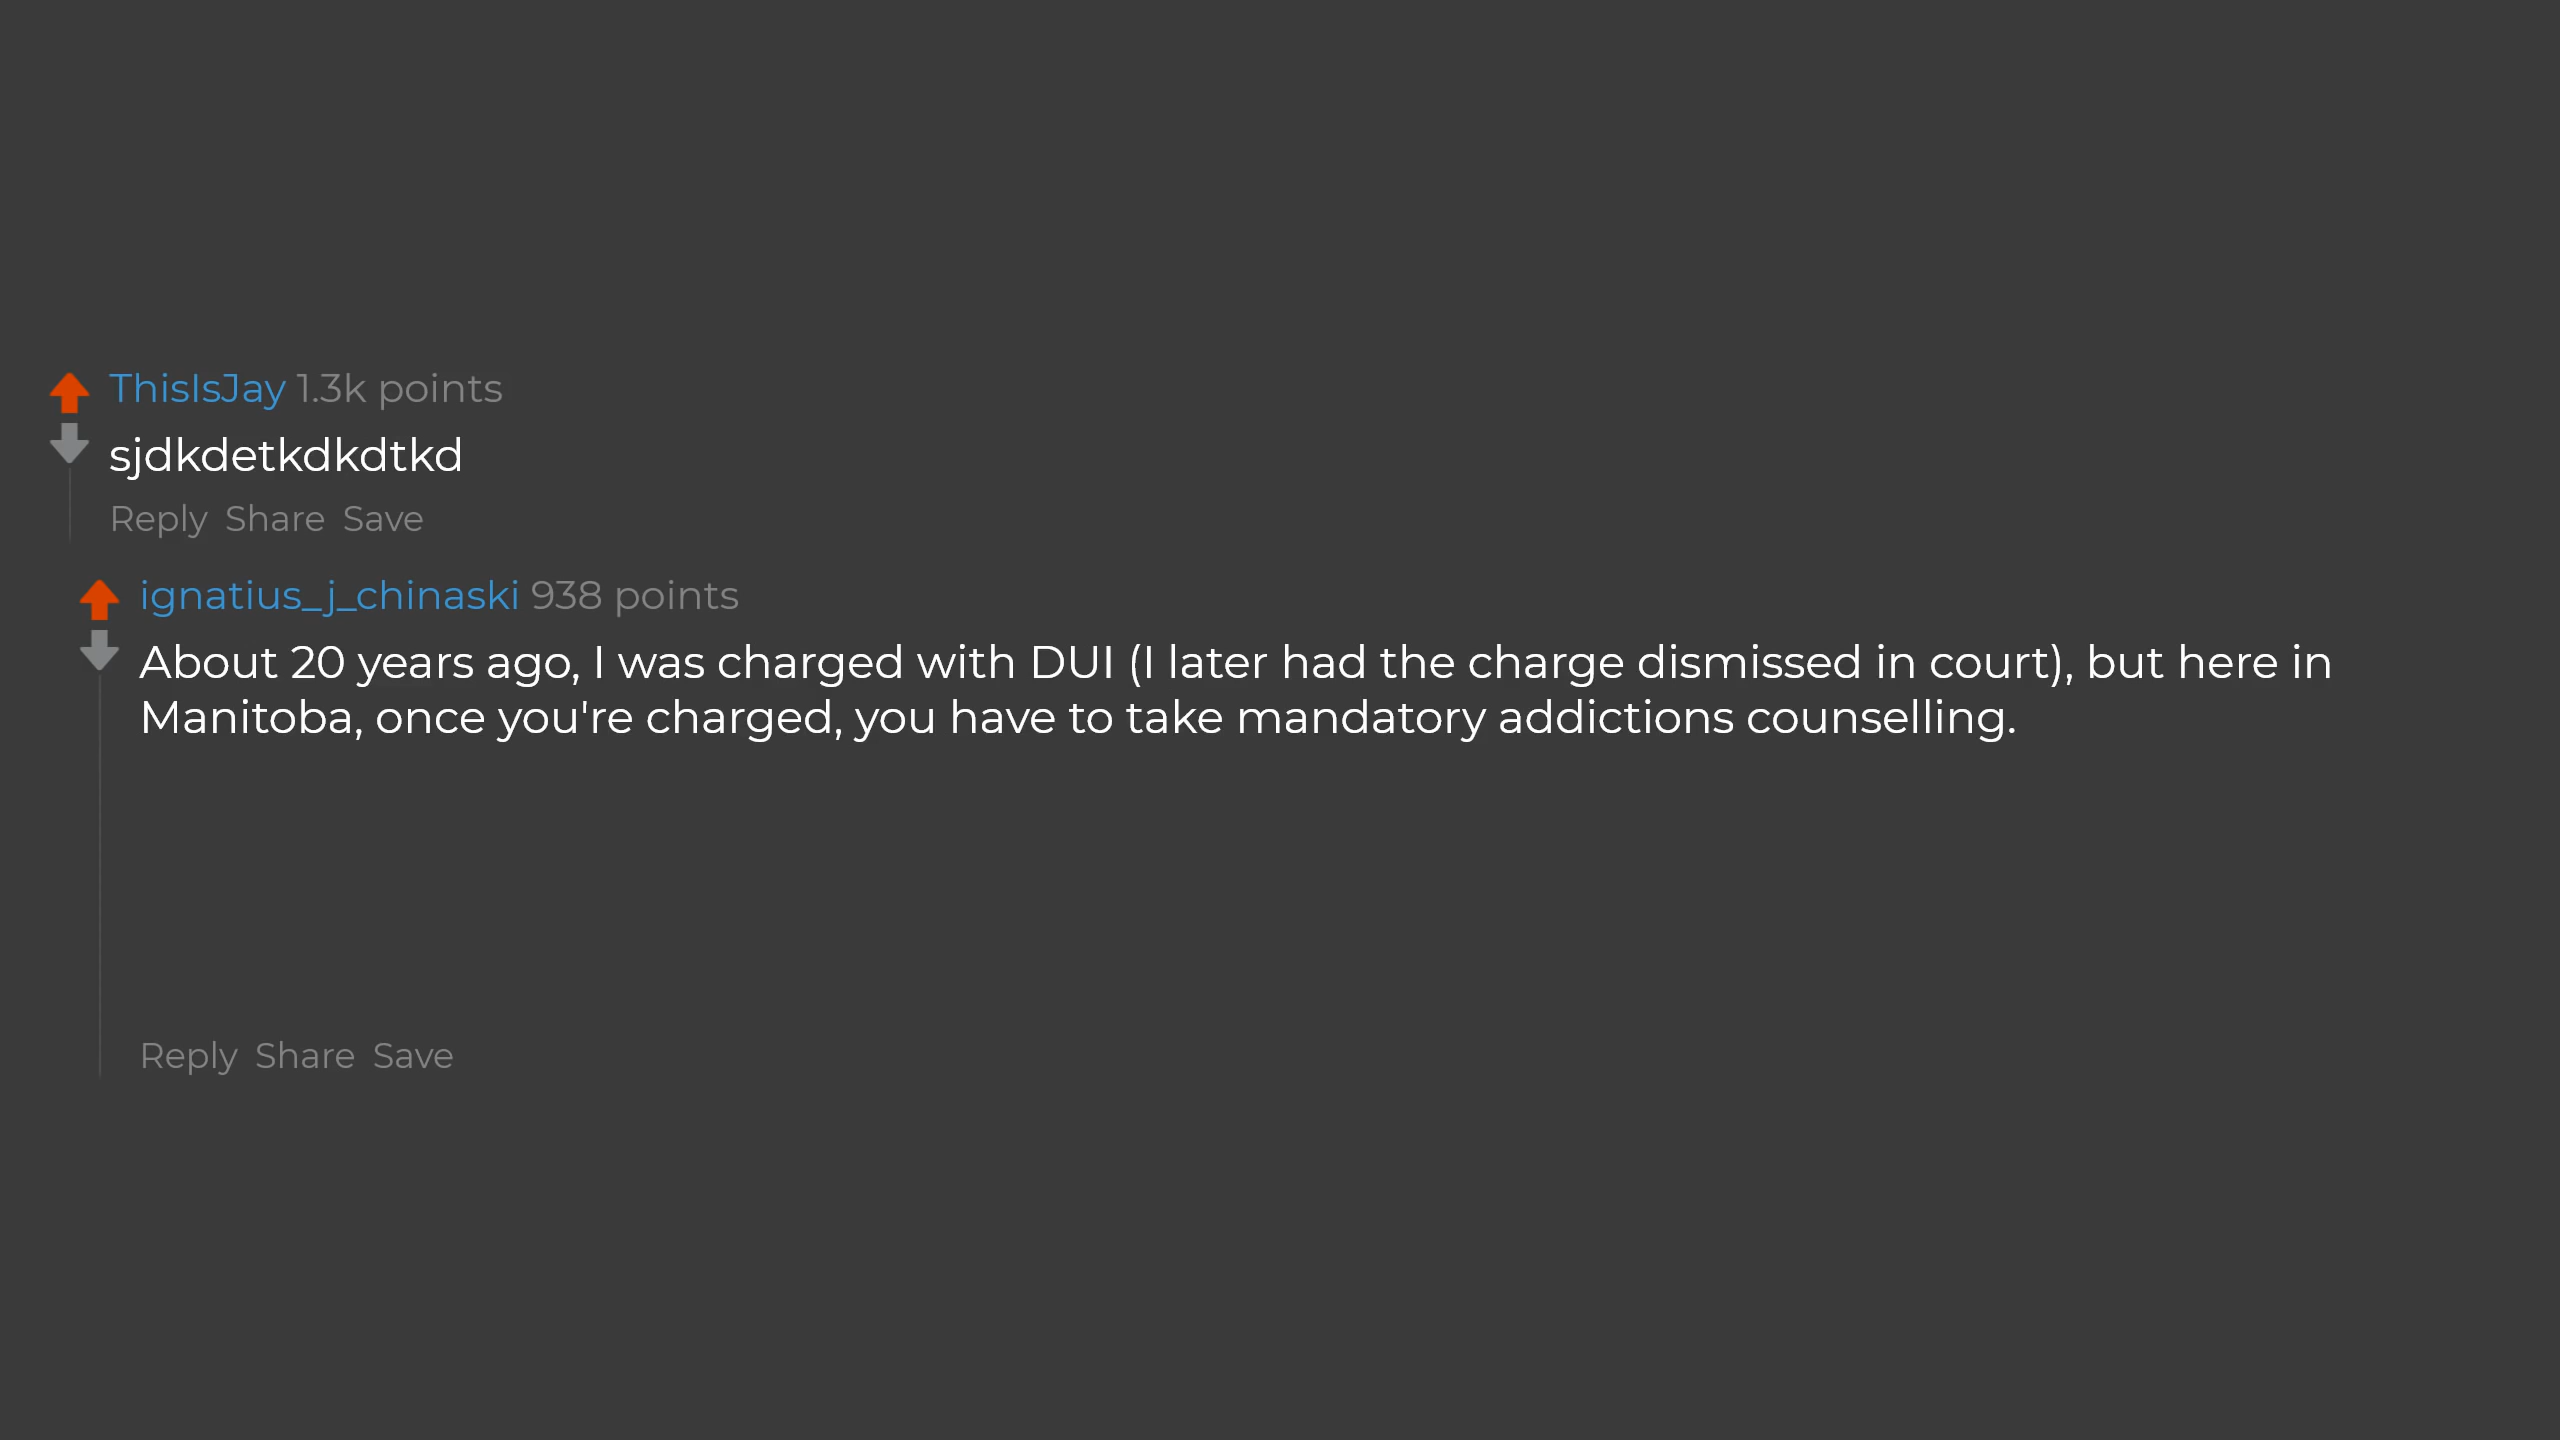 ThisIsJay 1.3k points
sjdkdetkdkdtkd
Reply Share Save
ignatius_j_chinaski 938 points
About 20 years ago, I was charged with DUI (I later had the charge dismissed in court), but here in
Manitoba, once you're charged, you have to take mandatory addictions counselling.
Reply Share Save